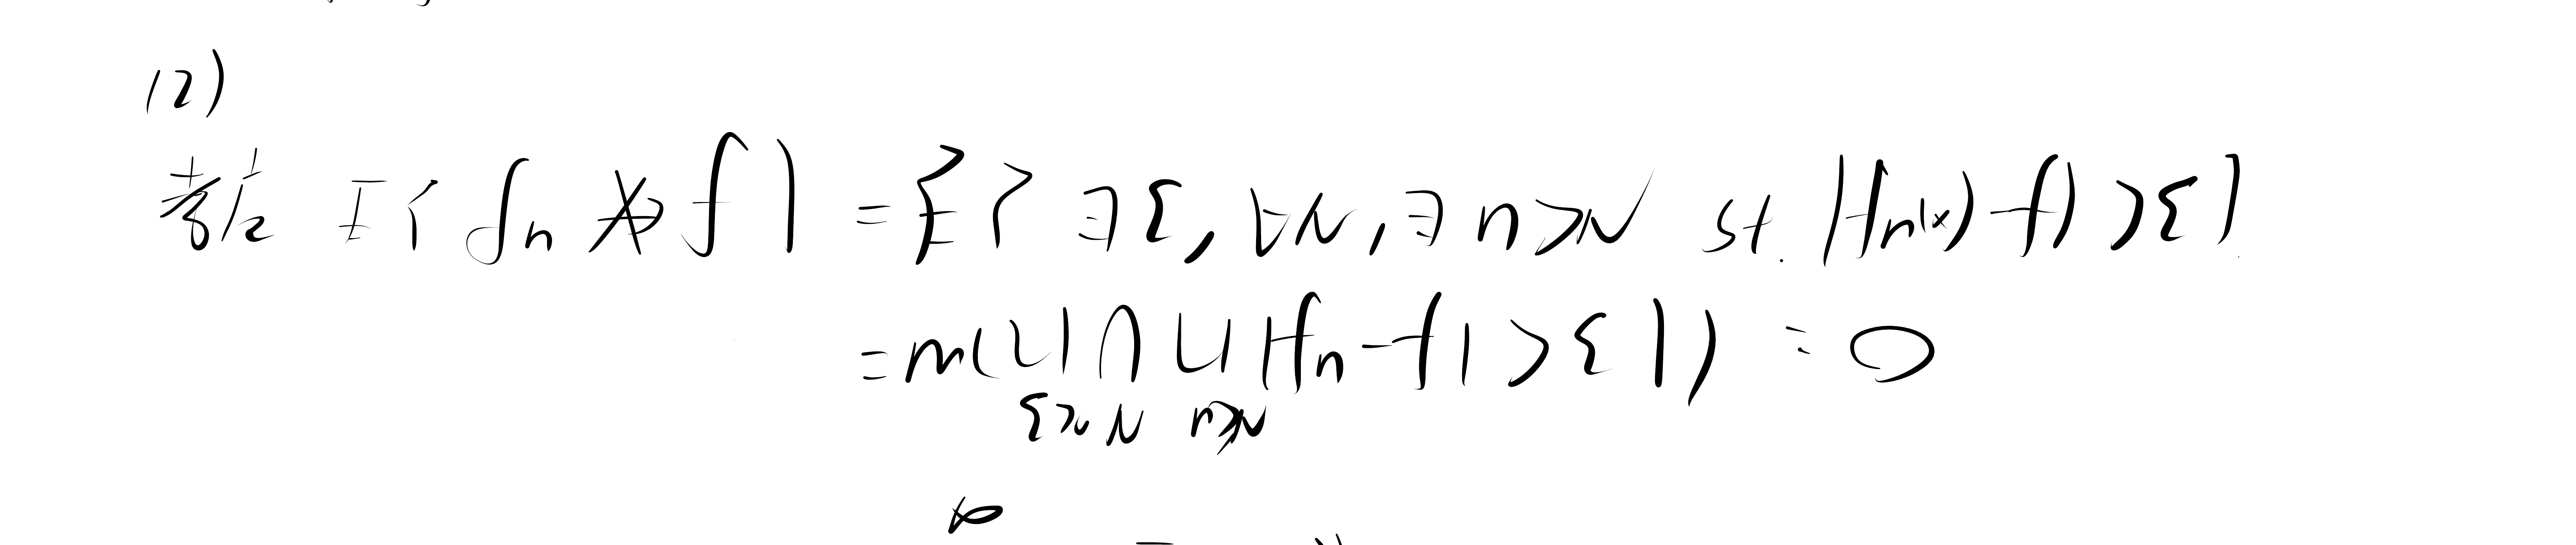 (2)
考虑 E{fn ↛ f} = E{∃ε, ∀N, ∃n>N st. |fn(x)-f|>ε}
= m(∪∩∪{|fn-f|>ε}) = 0
ε>0 N n>N